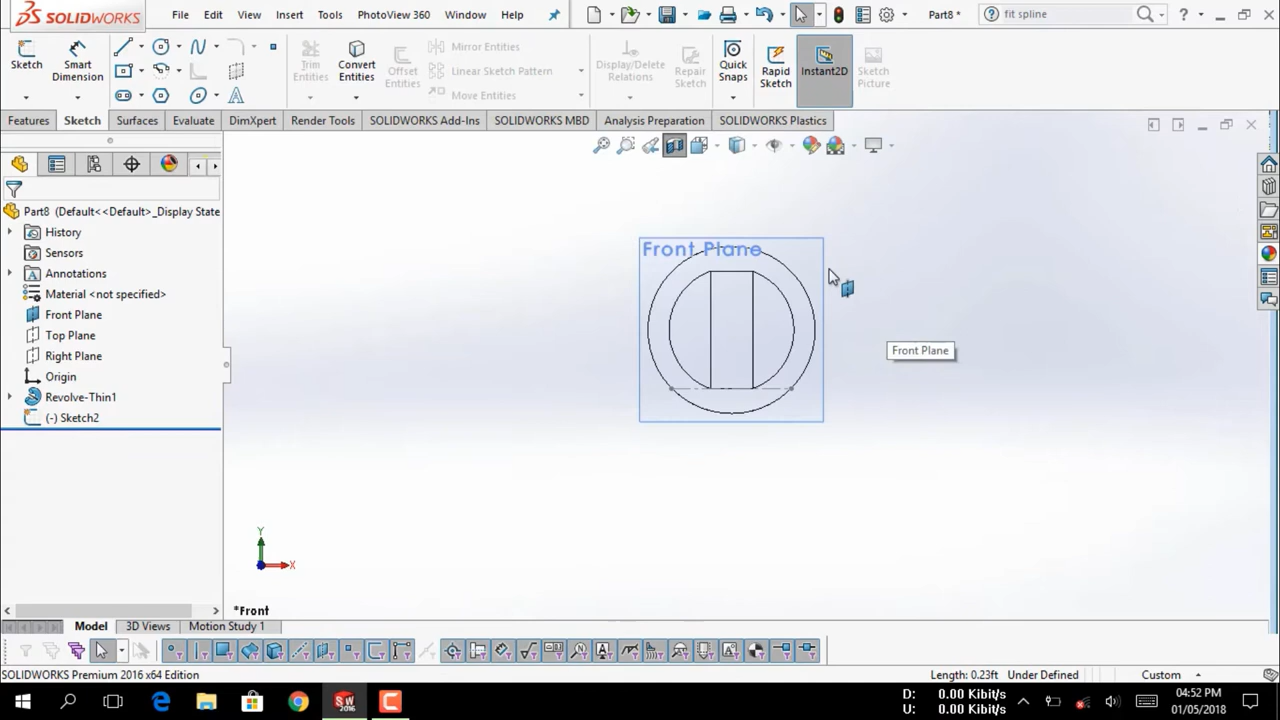 SOLIDWORKS
File
Edit
View
Insert
Tools
PhotoView 360
Window
Help
Part8 *
fit spline
Sketch
Smart Dimension
Trim Entities
Convert Entities
Offset Entities
Mirror Entities
Linear Sketch Pattern
Move Entities
Display/Delete Relations
Repair Sketch
Quick Snaps
Rapid Sketch
Instant2D
Sketch Picture
Features
Sketch
Surfaces
Evaluate
DimXpert
Render Tools
SOLIDWORKS Add-Ins
SOLIDWORKS MBD
Analysis Preparation
SOLIDWORKS Plastics
Part8 (Default<<Default>_Display State
History
Sensors
Annotations
Material <not specified>
Front Plane
Top Plane
Right Plane
Origin
Revolve-Thin1
(-) Sketch2
Front Plane
Front Plane
Y
X
*Front
Model
3D Views
Motion Study 1
SOLIDWORKS Premium 2016 x64 Edition
Length: 0.23ft
Under Defined
Custom
D: 0.00 Kibit/s
U: 0.00 Kibit/s
04:52 PM
01/05/2018